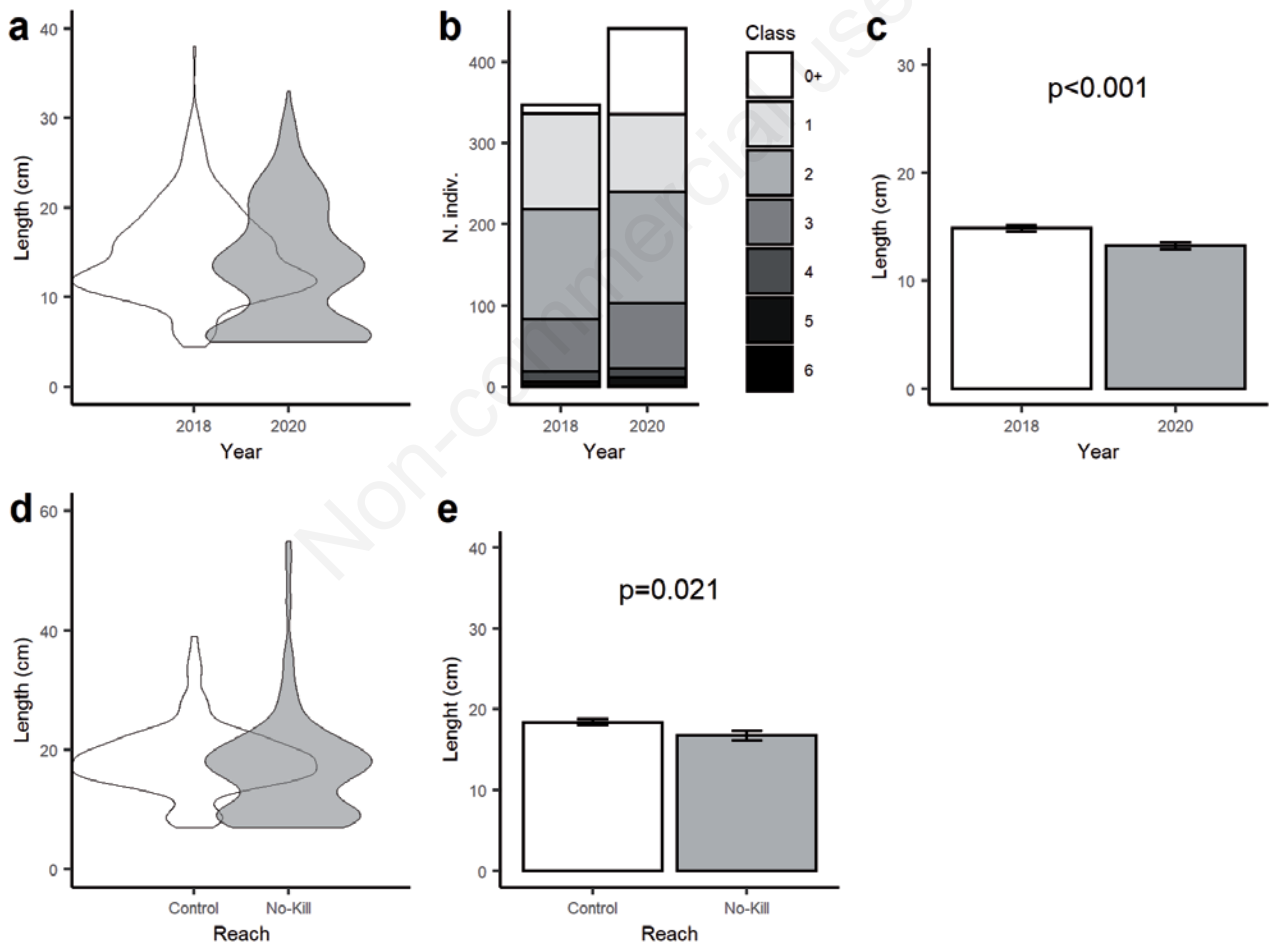 a
40
30
20
10
0
Length (cm)
2018 2020
Year
b
400
300
200
100
0
N. indiv.
2018 2020
Year
Class
0+
1
2
3
4
5
6
c
30
20
10
0
Length (cm)
p<0.001
2018 2020
Year
d
60
40
20
0
Length (cm)
Control No-Kill
Reach
e
40
30
20
10
0
Lenght (cm)
p=0.021
Control No-Kill
Reach
Non-commercial use